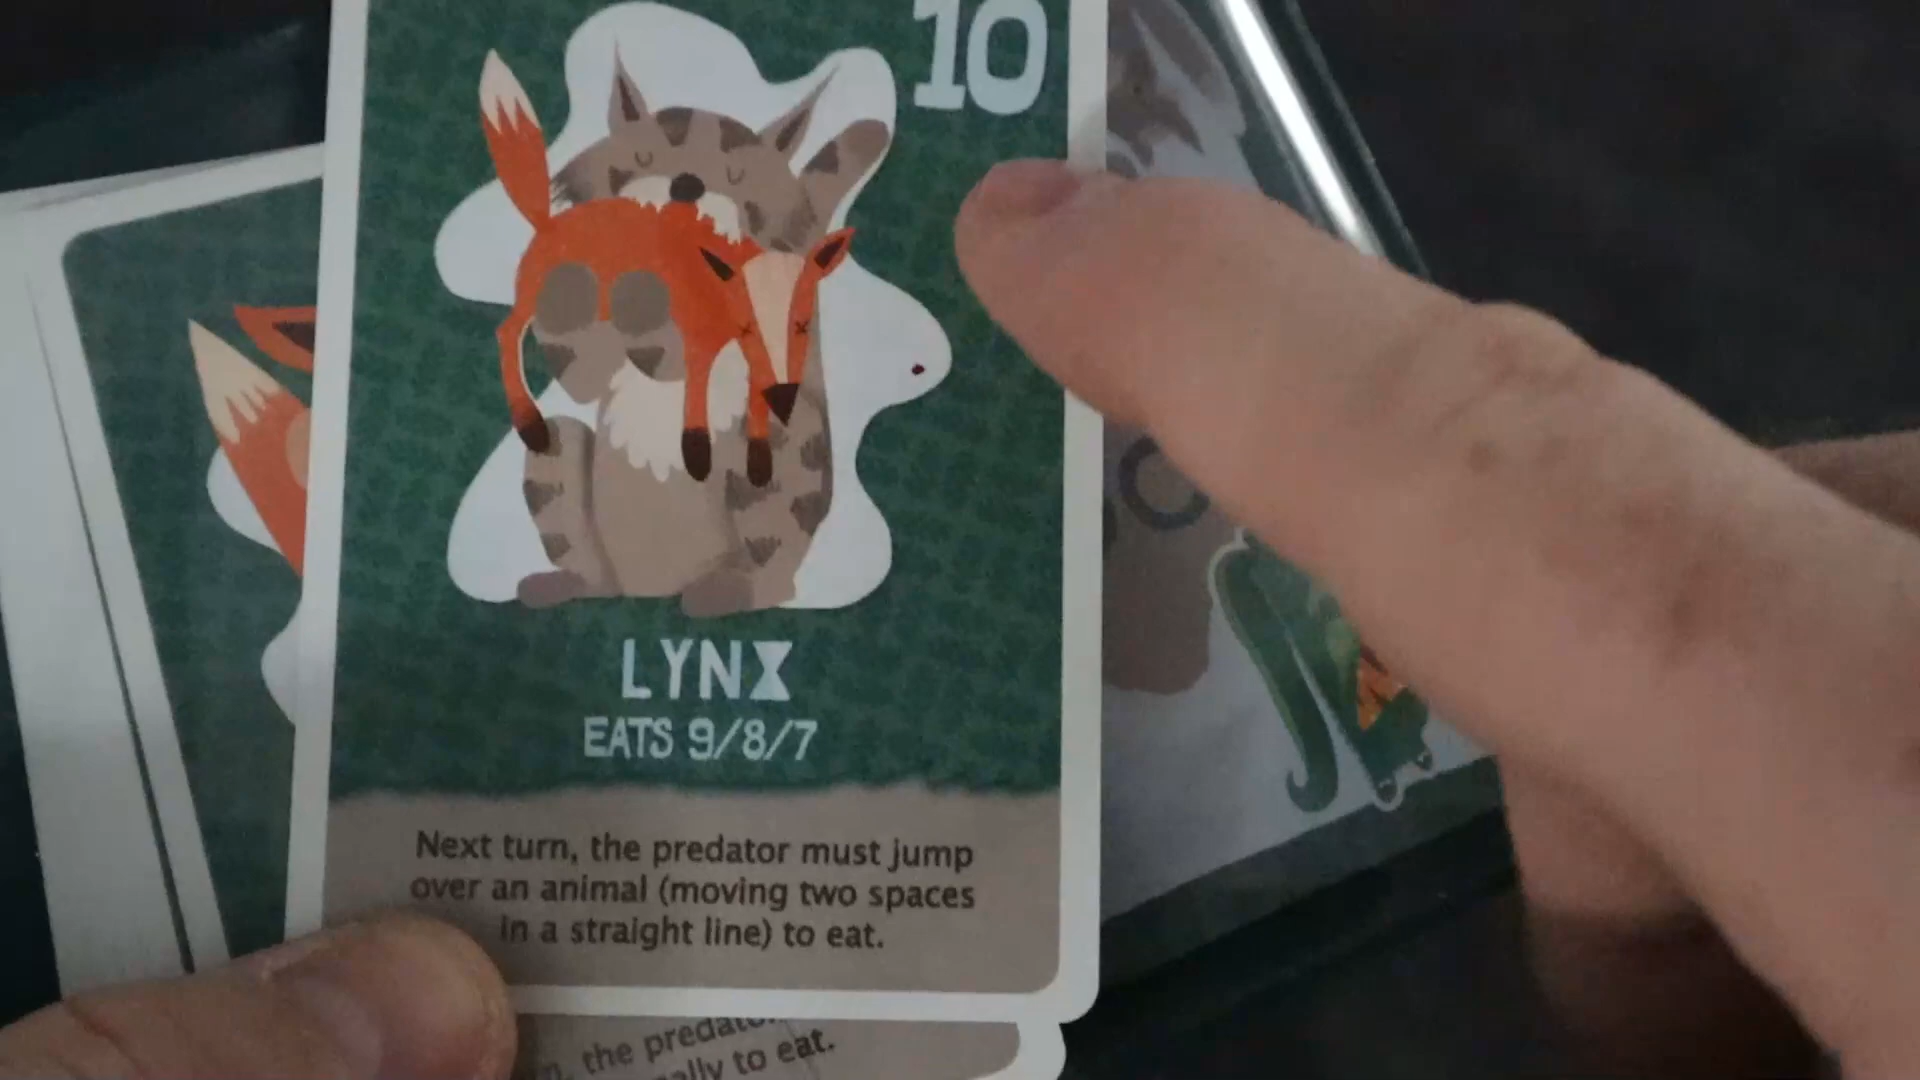 10
LYNX
EATS 9/8/7
Next turn, the predator must jump
over an animal (moving two spaces
in a straight line) to eat.
the predator
to eat.